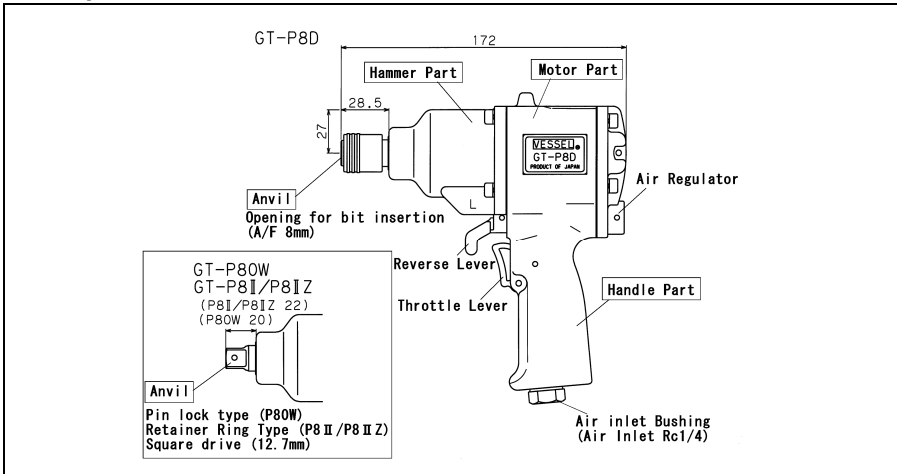 GT-P8D
172
Hammer Part
Motor Part
28.5
27
VESSEL.
GT-P8D
PRODUCT OF JAPAN
Air Regulator
Anvil
Opening for bit insertion
(A/F 8mm)
L
Reverse Lever
Throttle Lever
Handle Part
GT-P80W
GT-P8Ⅱ/P8ⅡZ
(P8Ⅱ/P8ⅡZ 22)
(P80W 20)
Anvil
Pin lock type (P80W)
Retainer Ring Type (P8Ⅱ/P8ⅡZ)
Square drive (12.7mm)
Air inlet Bushing
(Air Inlet Rc1/4)